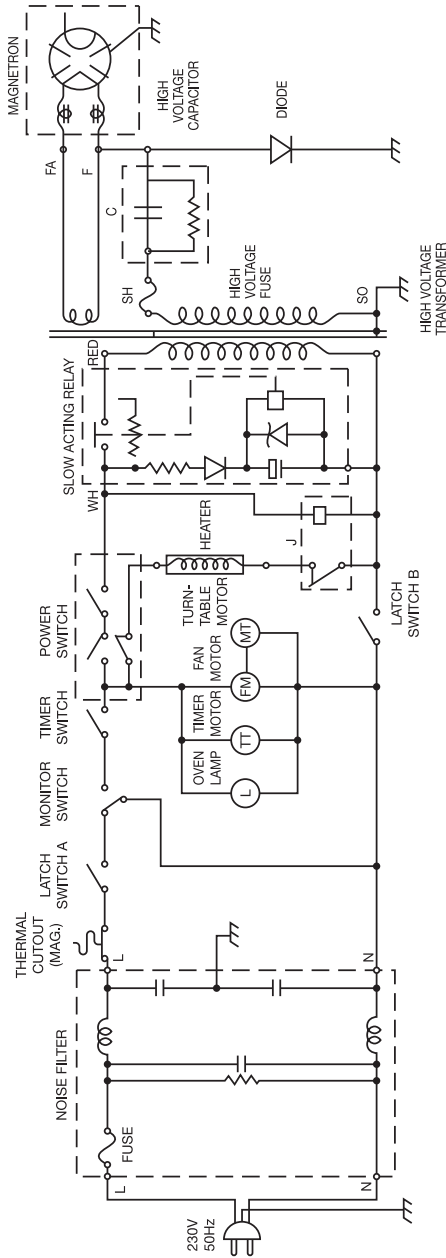 230V
50Hz
L
N
NOISE FILTER
FUSE
L
N
THERMAL
CUTOUT
(MAG.)
LATCH
SWITCH A
MONITOR
SWITCH
TIMER
SWITCH
POWER
SWITCH
OVEN
LAMP
TIMER
MOTOR
FAN
MOTOR
TURN-
TABLE
MOTOR
L
TT
FM
MT
HEATER
J
LATCH
SWITCH B
WH
SLOW ACTING RELAY
RED
SH
HIGH
VOLTAGE
FUSE
SO
HIGH VOLTAGE
TRANSFORMER
C
HIGH
VOLTAGE
CAPACITOR
DIODE
FA
F
MAGNETRON